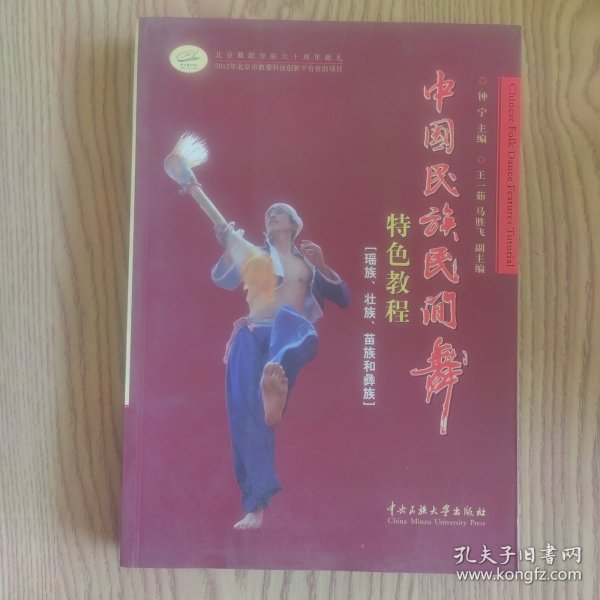 北京舞蹈学院六十周年献礼
2012年北京市教委科技创新平台资助项目
Chinese Folk Dance Features Tutorial
钟宁 主编 王一茹 马胜飞 副主编
中国民族民间舞
特色教程
[瑶族、壮族、苗族和彝族]
中央民族大学出版社
China Minzu University Press
孔夫子旧书网
www.kongfz.com